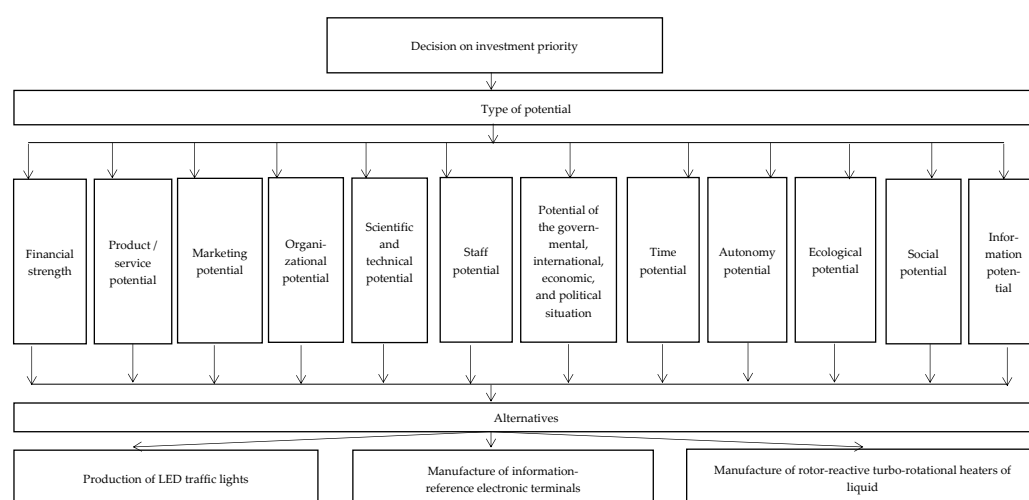 Decision on investment priority
Type of potential
Financial
strength
Product /
service
potential
Marketing
potential
Organi-
zational
potential
Scientific
and
technical
potential
Staff
potential
Potential of
the govern-
mental,
international,
economic,
and political
situation
Time
potential
Autonomy
potential
Ecological
potential
Social
potential
Infor-
mation
poten-
tial
Alternatives
Production of LED traffic lights
Manufacture of information-
reference electronic terminals
Manufacture of rotor-reactive turbo-rotational heaters of
liquid